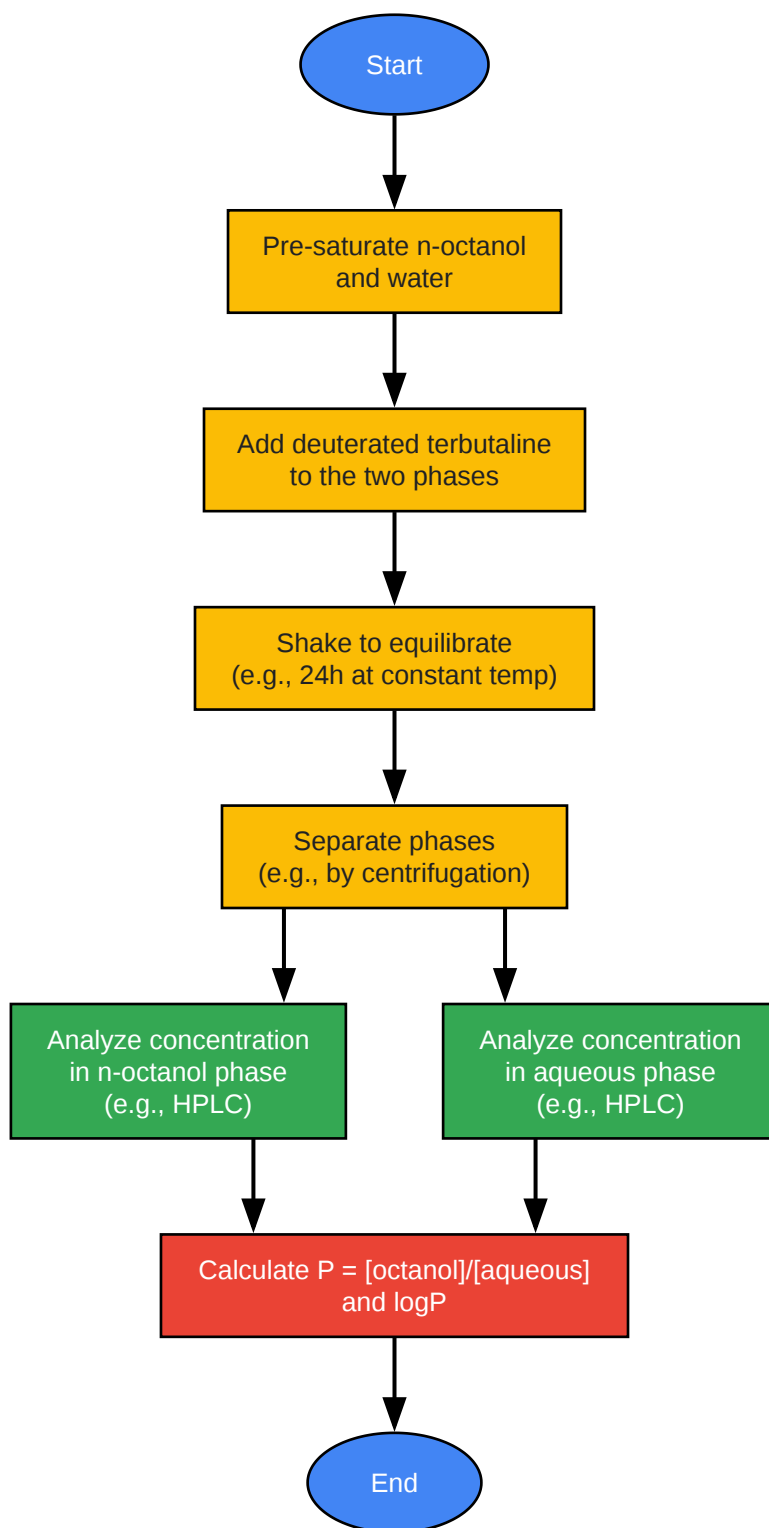 Start
Pre-saturate n-octanol
and water
Add deuterated terbutaline
to the two phases
Shake to equilibrate
(e.g., 24h at constant temp)
Separate phases
(e.g., by centrifugation)
Analyze concentration
in n-octanol phase
(e.g., HPLC)
Analyze concentration
in aqueous phase
(e.g., HPLC)
Calculate P = [octanol]/[aqueous]
and logP
End